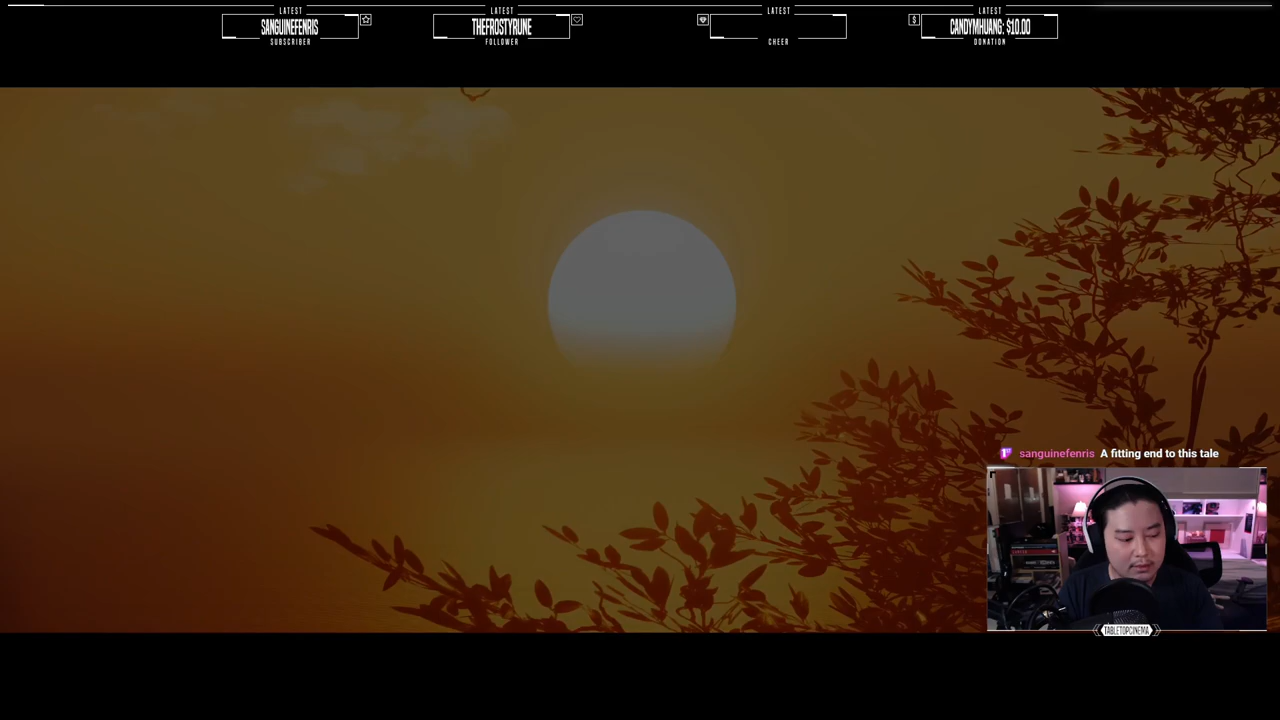 LATEST
SANGUINEFENRIS
SUBSCRIBER
LATEST
THEFROSTYRUNE
FOLLOWER
LATEST
CHEER
LATEST
$
CANDYMHUANG: $10.00
DONATION
sanguinefenris A fitting end to this tale
TABLETOPCINEMA